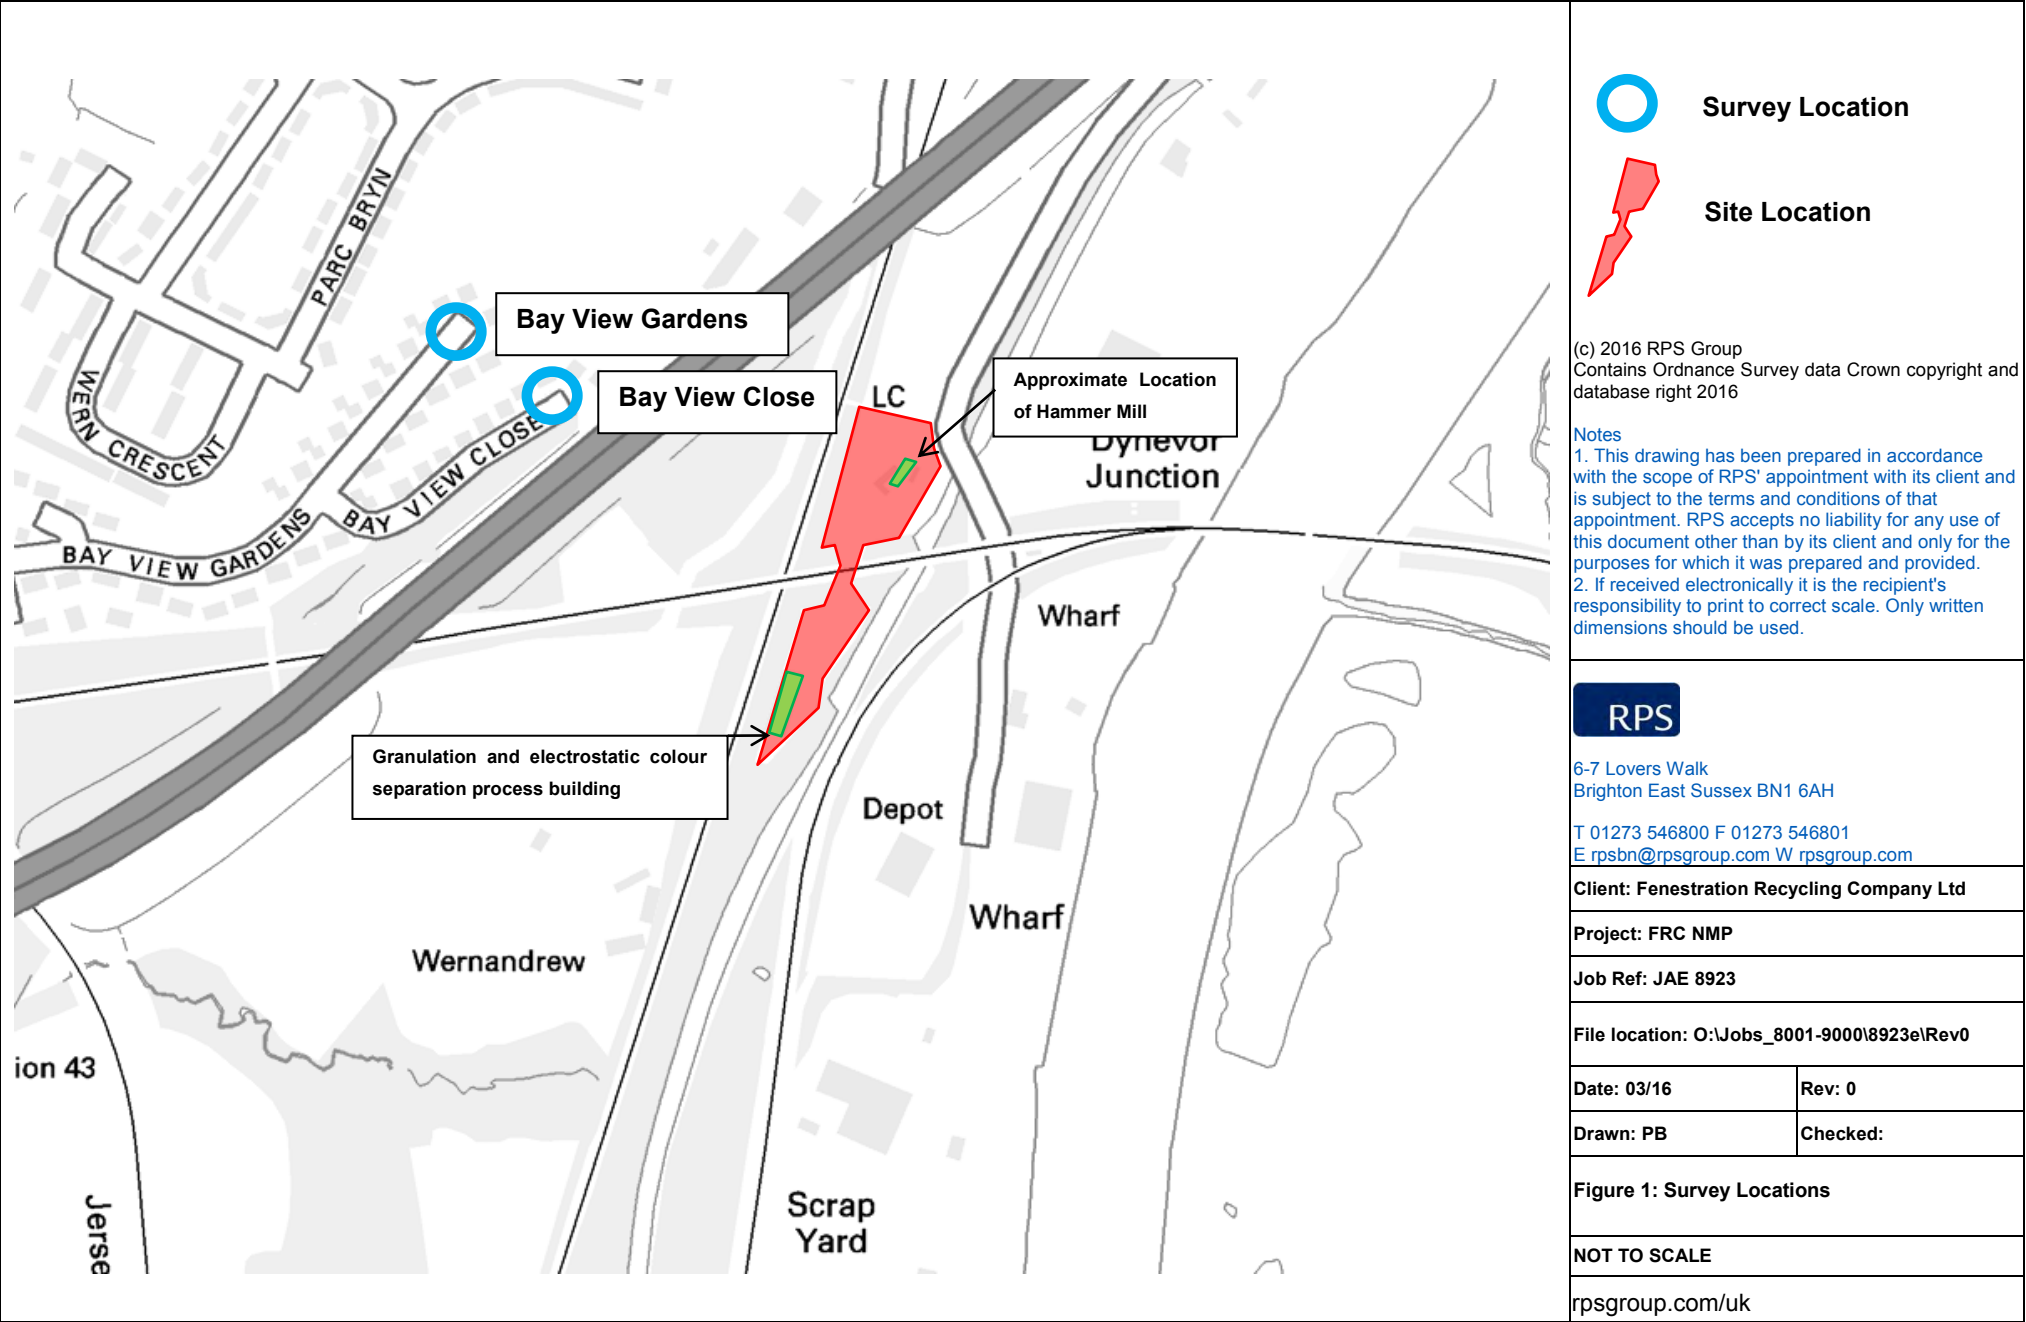 PARC BRYN
WERN CRESCENT
BAY VIEW GARDENS
BAY VIEW CLOSE
Bay View Gardens
Bay View Close
LC
Approximate Location
of Hammer Mill
Dynevor
Junction
Wharf
Granulation and electrostatic colour
separation process building
Depot
Wharf
Wernandrew
ion 43
Jerse
Scrap
Yard
Survey Location
Site Location
(c) 2016 RPS Group
Contains Ordnance Survey data Crown copyright and
database right 2016
Notes
1. This drawing has been prepared in accordance
with the scope of RPS' appointment with its client and
is subject to the terms and conditions of that
appointment. RPS accepts no liability for any use of
this document other than by its client and only for the
purposes for which it was prepared and provided.
2. If received electronically it is the recipient's
responsibility to print to correct scale. Only written
dimensions should be used.
RPS
6-7 Lovers Walk
Brighton East Sussex BN1 6AH
T 01273 546800 F 01273 546801
E rpsbn@rpsgroup.com W rpsgroup.com
Client: Fenestration Recycling Company Ltd
Project: FRC NMP
Job Ref: JAE 8923
File location: O:\Jobs_8001-9000\8923e\Rev0
Date: 03/16
Rev: 0
Drawn: PB
Checked:
Figure 1: Survey Locations
NOT TO SCALE
rpsgroup.com/uk